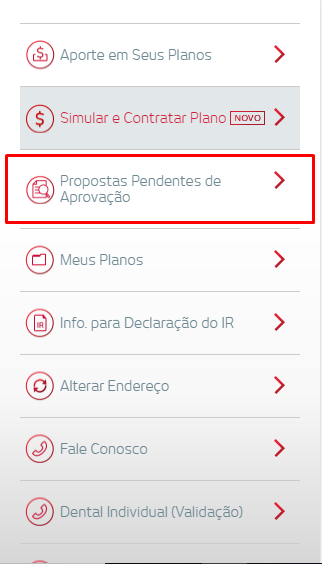 Aporte em Seus Planos
Simular e Contratar Plano NOVO
Propostas Pendentes de
Aprovação
Meus Planos
IR Info. para Declaração do IR
Alterar Endereço
Fale Conosco
Dental Individual (Validação)